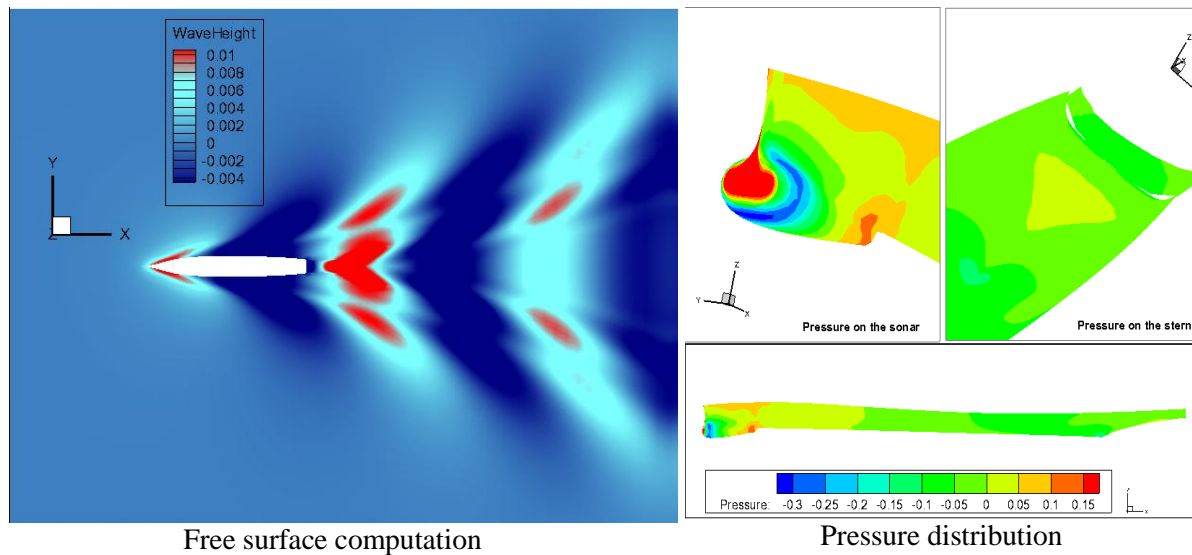 WaveHeight
0.01
0.008
0.006
0.004
0.002
0
-0.002
-0.004
Y
Z X
Z
Y X
Pressure on the sonar
Z
X
Pressure on the stern
Pressure: -0.3 -0.25 -0.2 -0.15 -0.1 -0.05 0 0.05 0.1 0.15
Free surface computation
Pressure distribution